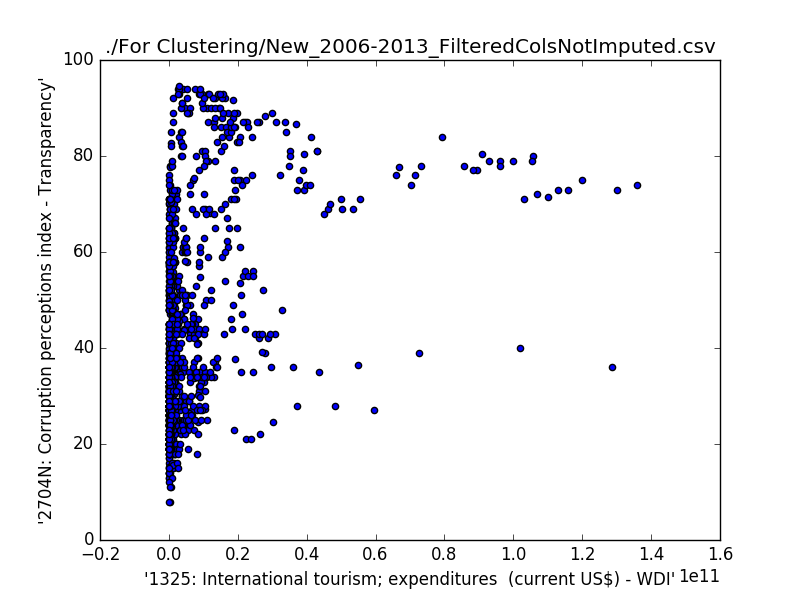 ./For Clustering/New_2006-2013_FilteredColsNotImputed.csv
100
80
60
40
20
0
'2704N: Corruption perceptions index - Transparency'
−0.2 0.0 0.2 0.4 0.6 0.8 1.0 1.2 1.4 1.6
1e11
'1325: International tourism; expenditures  (current US$) - WDI'